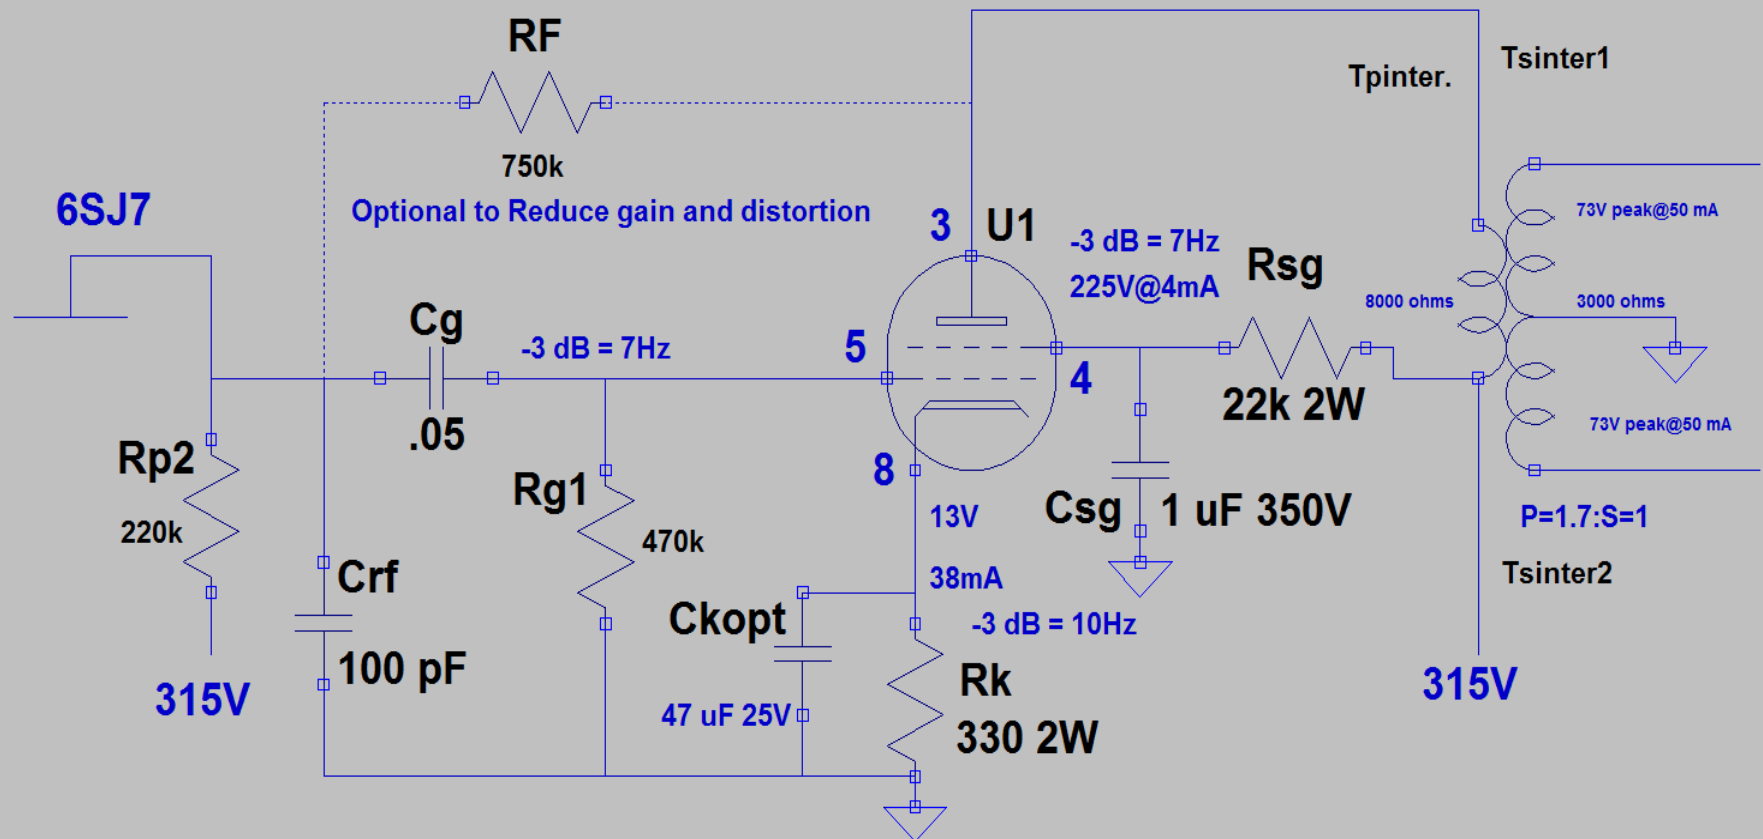 RF
Tsinter1
Tpinter.
750k
6SJ7
Optional to Reduce gain and distortion
3
U1
73V peak@50 mA
-3 dB = 7Hz
Rsg
225V@4mA
8000 ohms
3000 ohms
Cg
-3 dB = 7Hz
5
4
22k 2W
.05
73V peak@50 mA
Rp2
8
Rg1
Csg
1 uF 350V
13V
P=1.7:S=1
220k
470k
Crf
38mA
Tsinter2
Ckopt
-3 dB = 10Hz
100 pF
Rk
315V
315V
47 uF 25V
330 2W